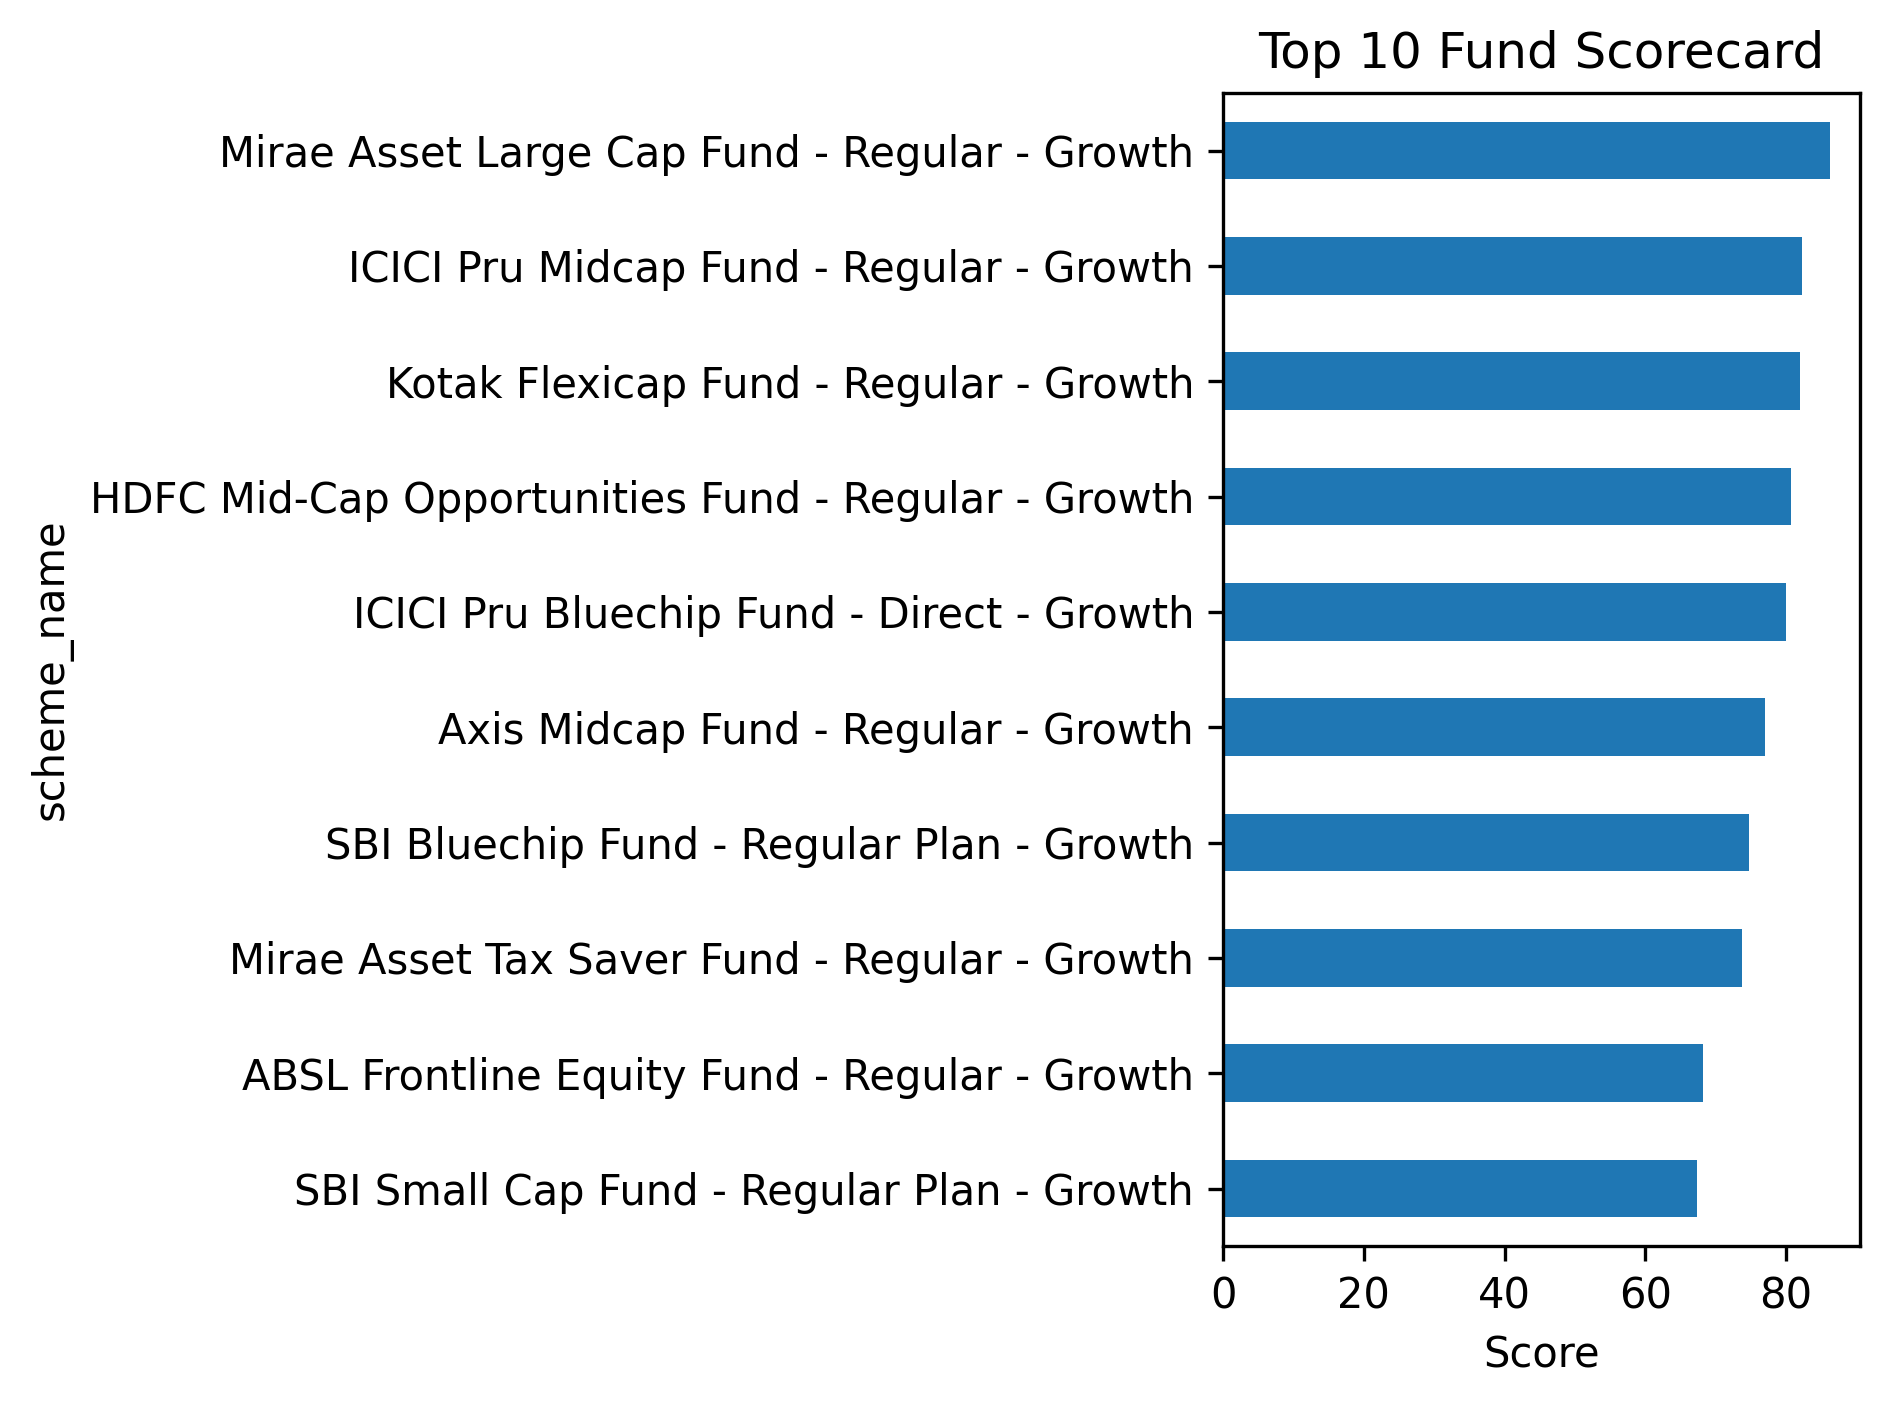 Top 10 Fund Scorecard
Mirae Asset Large Cap Fund - Regular - Growth
ICICI Pru Midcap Fund - Regular - Growth
Kotak Flexicap Fund - Regular - Growth
HDFC Mid-Cap Opportunities Fund - Regular - Growth
ICICI Pru Bluechip Fund - Direct - Growth
Axis Midcap Fund - Regular - Growth
SBI Bluechip Fund - Regular Plan - Growth
Mirae Asset Tax Saver Fund - Regular - Growth
ABSL Frontline Equity Fund - Regular - Growth
SBI Small Cap Fund - Regular Plan - Growth
scheme_name
0 20 40 60 80
Score